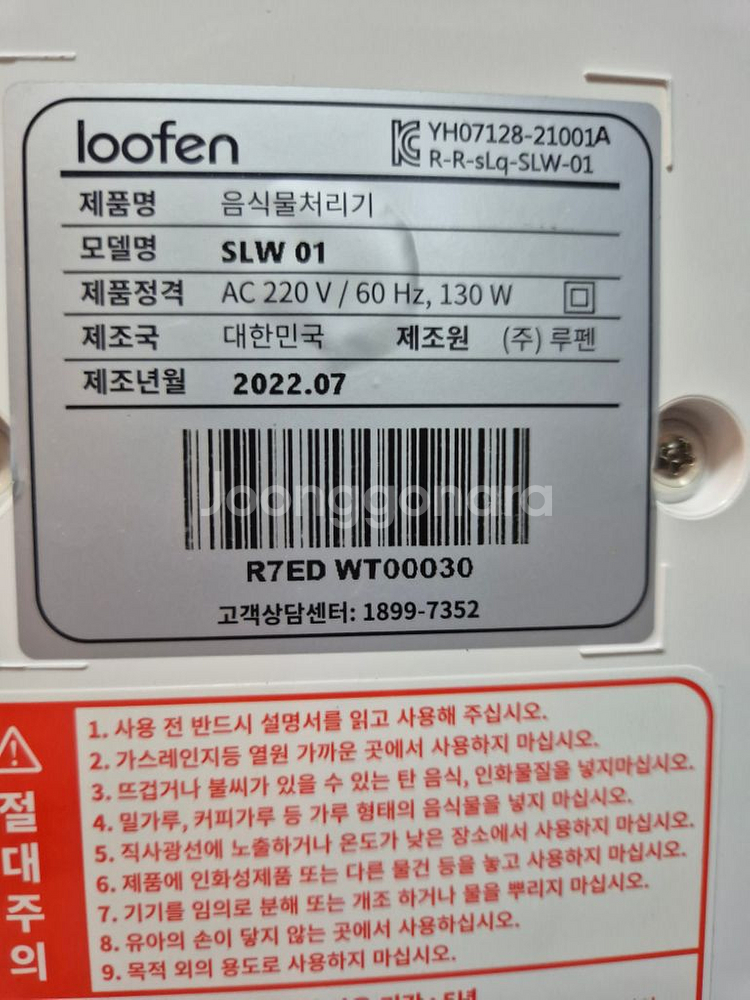 loofen
YH07128-21001A
R-R-sLq-SLW-01
제품명 음식물처리기
모델명 SLW 01
제품정격 AC 220 V / 60 Hz, 130 W
제조국 대한민국 제조원 (주) 루펜
제조년월 2022.07
Joonggonara
R7ED WT00030
고객상담센터: 1899-7352
절대주의
1. 사용 전 반드시 설명서를 읽고 사용해 주십시오.
2. 가스레인지등 열원 가까운 곳에서 사용하지 마십시오.
3. 뜨겁거나 불씨가 있을 수 있는 탄 음식, 인화물질을 넣지마십시오.
4. 밀가루, 커피가루 등 가루 형태의 음식물을 넣지 마십시오.
5. 직사광선에 노출하거나 온도가 낮은 장소에서 사용하지 마십시오.
6. 제품에 인화성제품 또는 다른 물건 등을 놓고 사용하지 마십시오.
7. 기기를 임의로 분해 또는 개조 하거나 물을 뿌리지 마십시오.
8. 유아의 손이 닿지 않는 곳에서 사용하십시오.
9. 목적 외의 용도로 사용하지 마십시오.